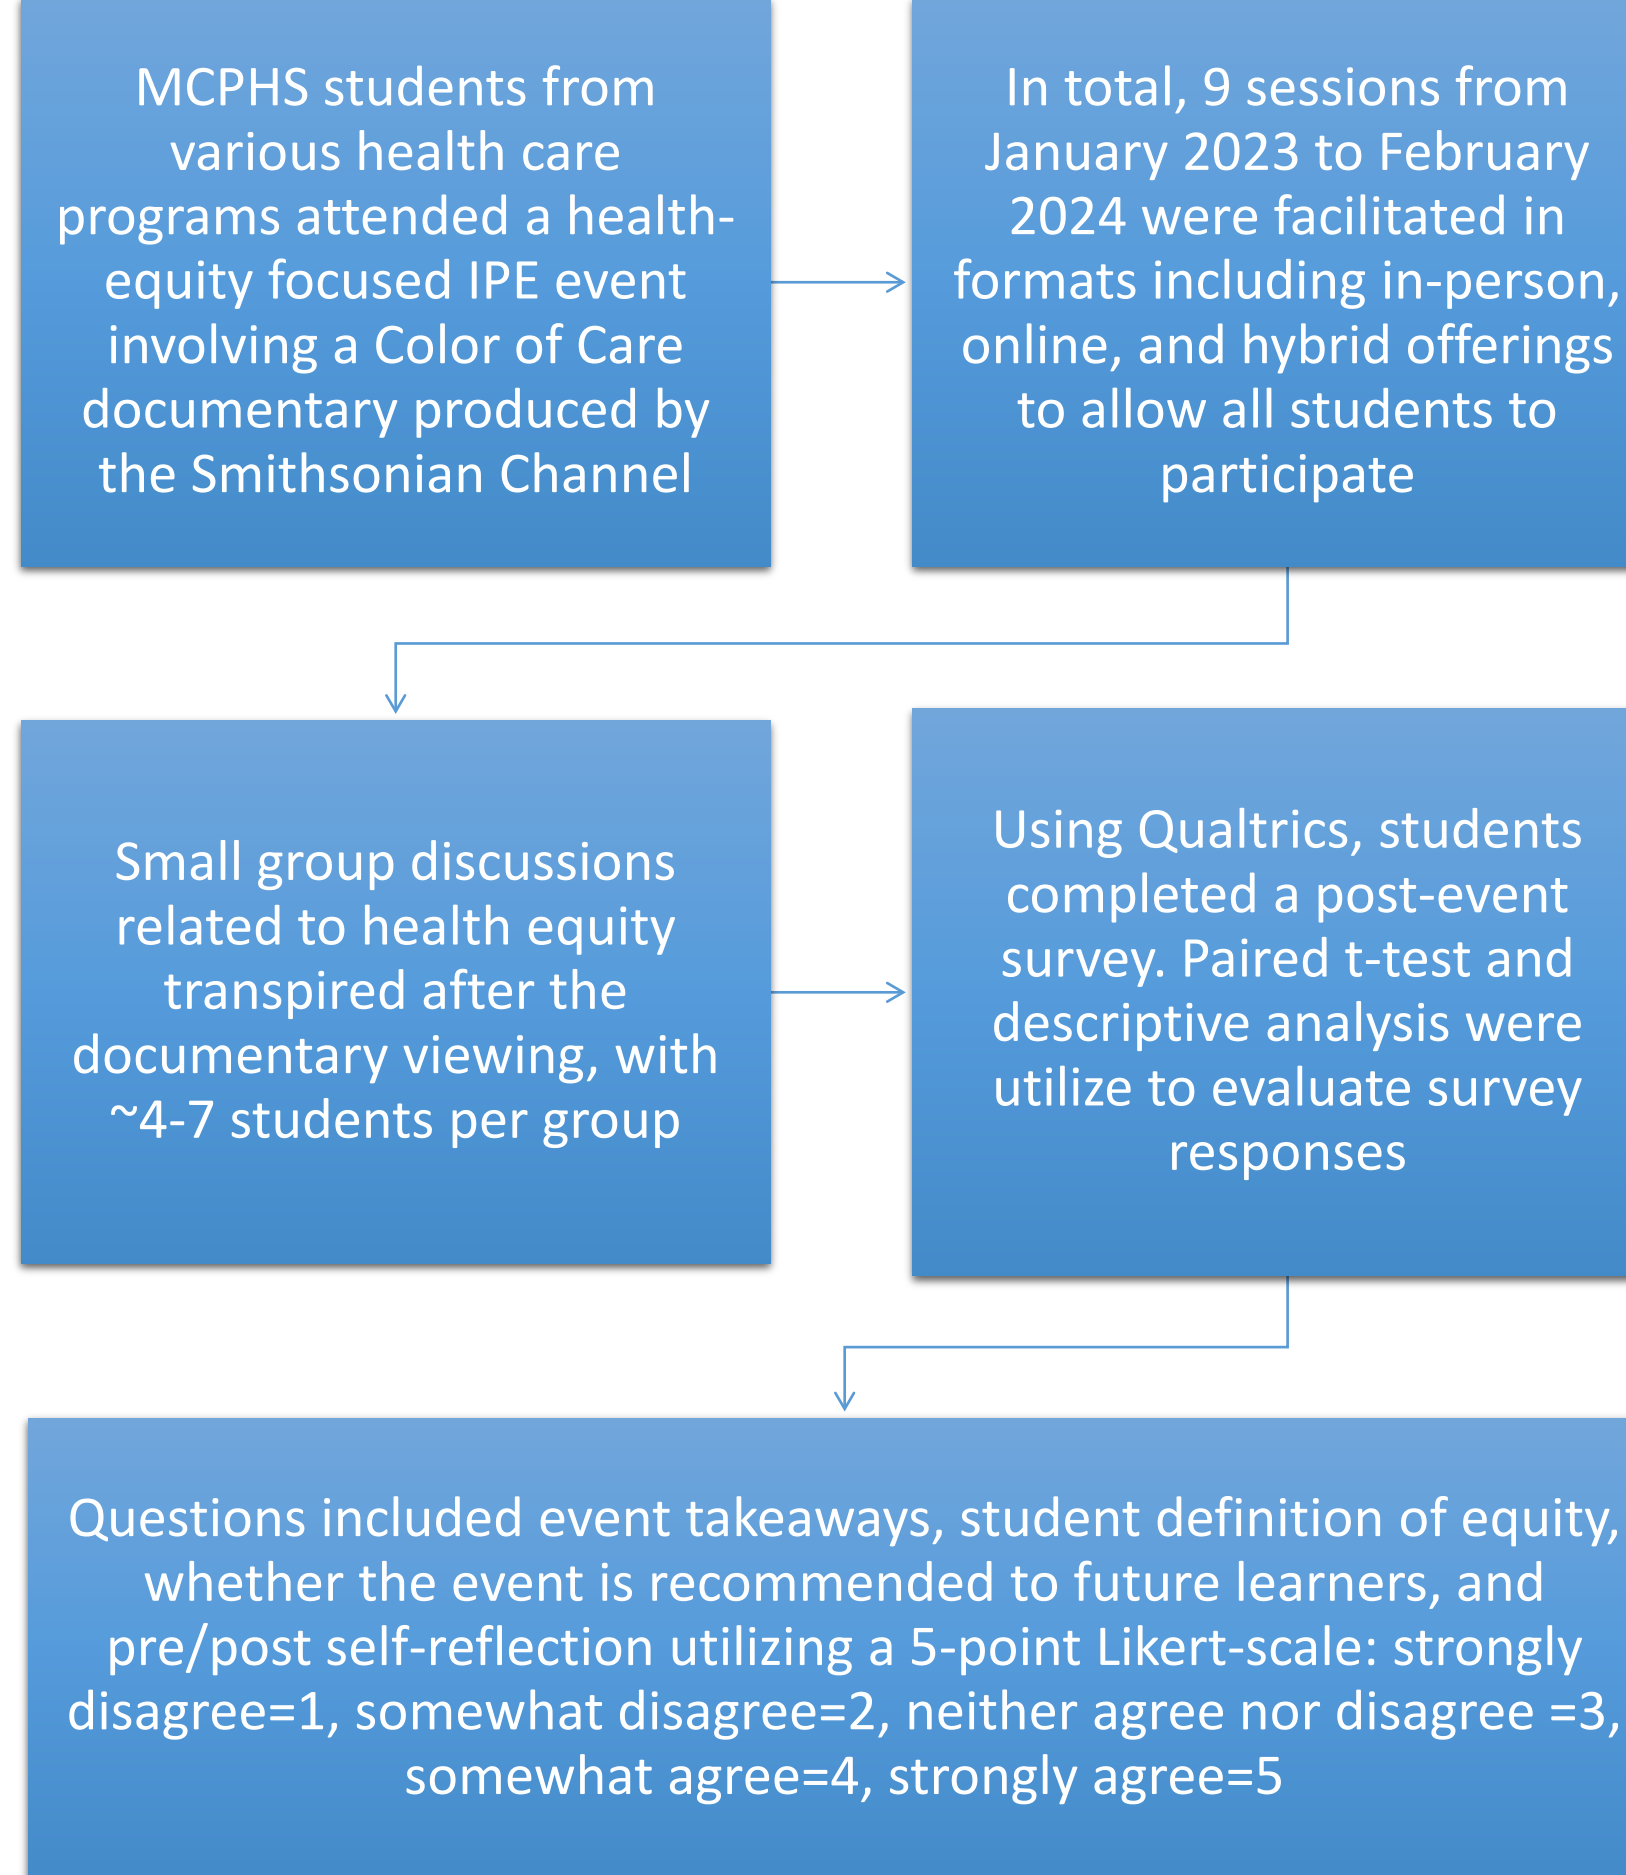 MCPHS students from
various health care
programs attended a health-
equity focused IPE event
involving a Color of Care
documentary produced by
the Smithsonian Channel
In total, 9 sessions from
January 2023 to February
2024 were facilitated in
formats including in-person,
online, and hybrid offerings
to allow all students to
participate
Small group discussions
related to health equity
transpired after the
documentary viewing, with
~4-7 students per group
Using Qualtrics, students
completed a post-event
survey. Paired t-test and
descriptive analysis were
utilize to evaluate survey
responses
Questions included event takeaways, student definition of equity,
whether the event is recommended to future learners, and
pre/post self-reflection utilizing a 5-point Likert-scale: strongly
disagree=1, somewhat disagree=2, neither agree nor disagree =3,
somewhat agree=4, strongly agree=5